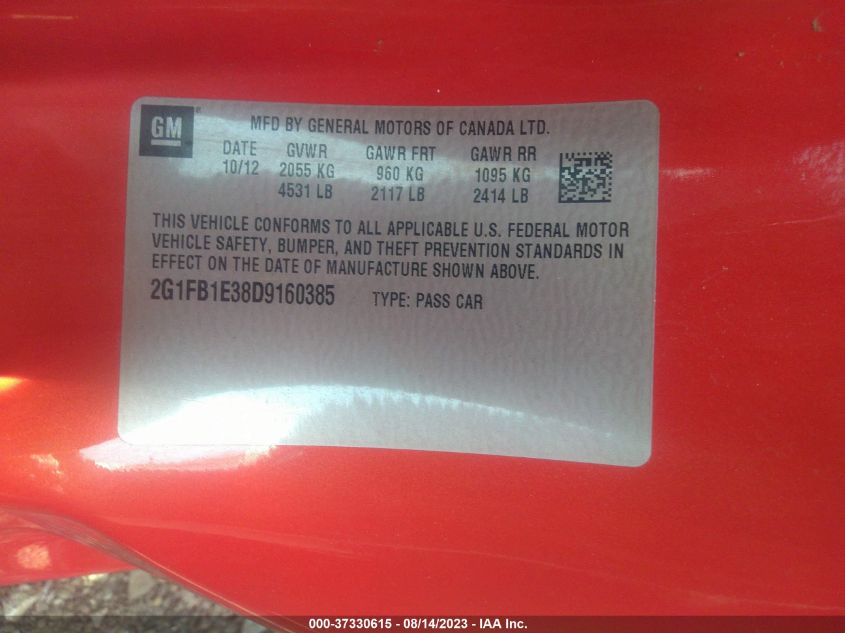 GM®
MFD BY GENERAL MOTORS OF CANADA LTD.
DATE GVWR GAWR FRT GAWR RR
10/12 2055 KG 960 KG 1095 KG
4531 LB 2117 LB 2414 LB
THIS VEHICLE CONFORMS TO ALL APPLICABLE U.S. FEDERAL MOTOR
VEHICLE SAFETY, BUMPER, AND THEFT PREVENTION STANDARDS IN
EFFECT ON THE DATE OF MANUFACTURE SHOWN ABOVE.
2G1FB1E38D9160385 TYPE: PASS CAR
000-37330615 - 08/14/2023 - IAA Inc.